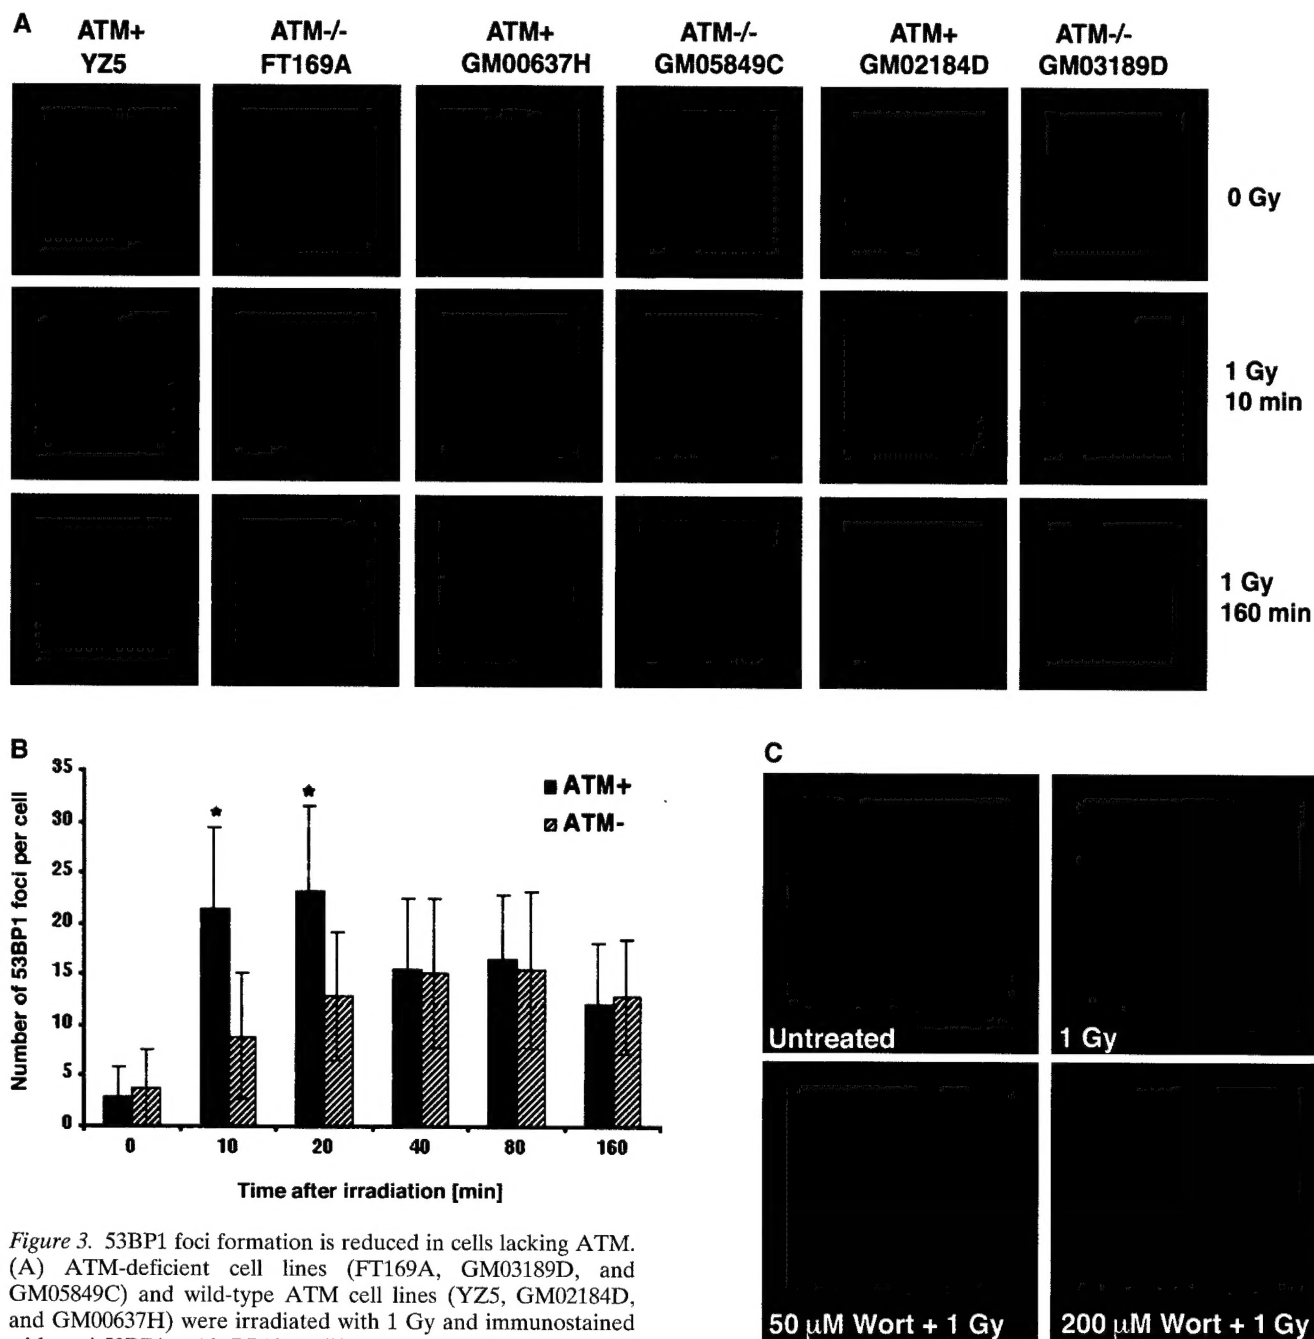 A
ATM+ ATM-/- ATM+ ATM-/- ATM+ ATM-/-
YZ5 FT169A GM00637H GM05849C GM02184D GM03189D
0 Gy
1 Gy
10 min
1 Gy
160 min
B
Number of 53BP1 foci per cell
35
30
25
20
15
10
5
0
* *
ATM+
ATM-
0 10 20 40 80 160
Time after irradiation [min]
C
Untreated 1 Gy
50 µM Wort + 1 Gy 200 µM Wort + 1 Gy
Figure 3. 53BP1 foci formation is reduced in cells lacking ATM.
(A) ATM-deficient cell lines (FT169A, GM03189D, and
GM05849C) and wild-type ATM cell lines (YZ5, GM02184D,
and GM00637H) were irradiated with 1 Gy and immunostained